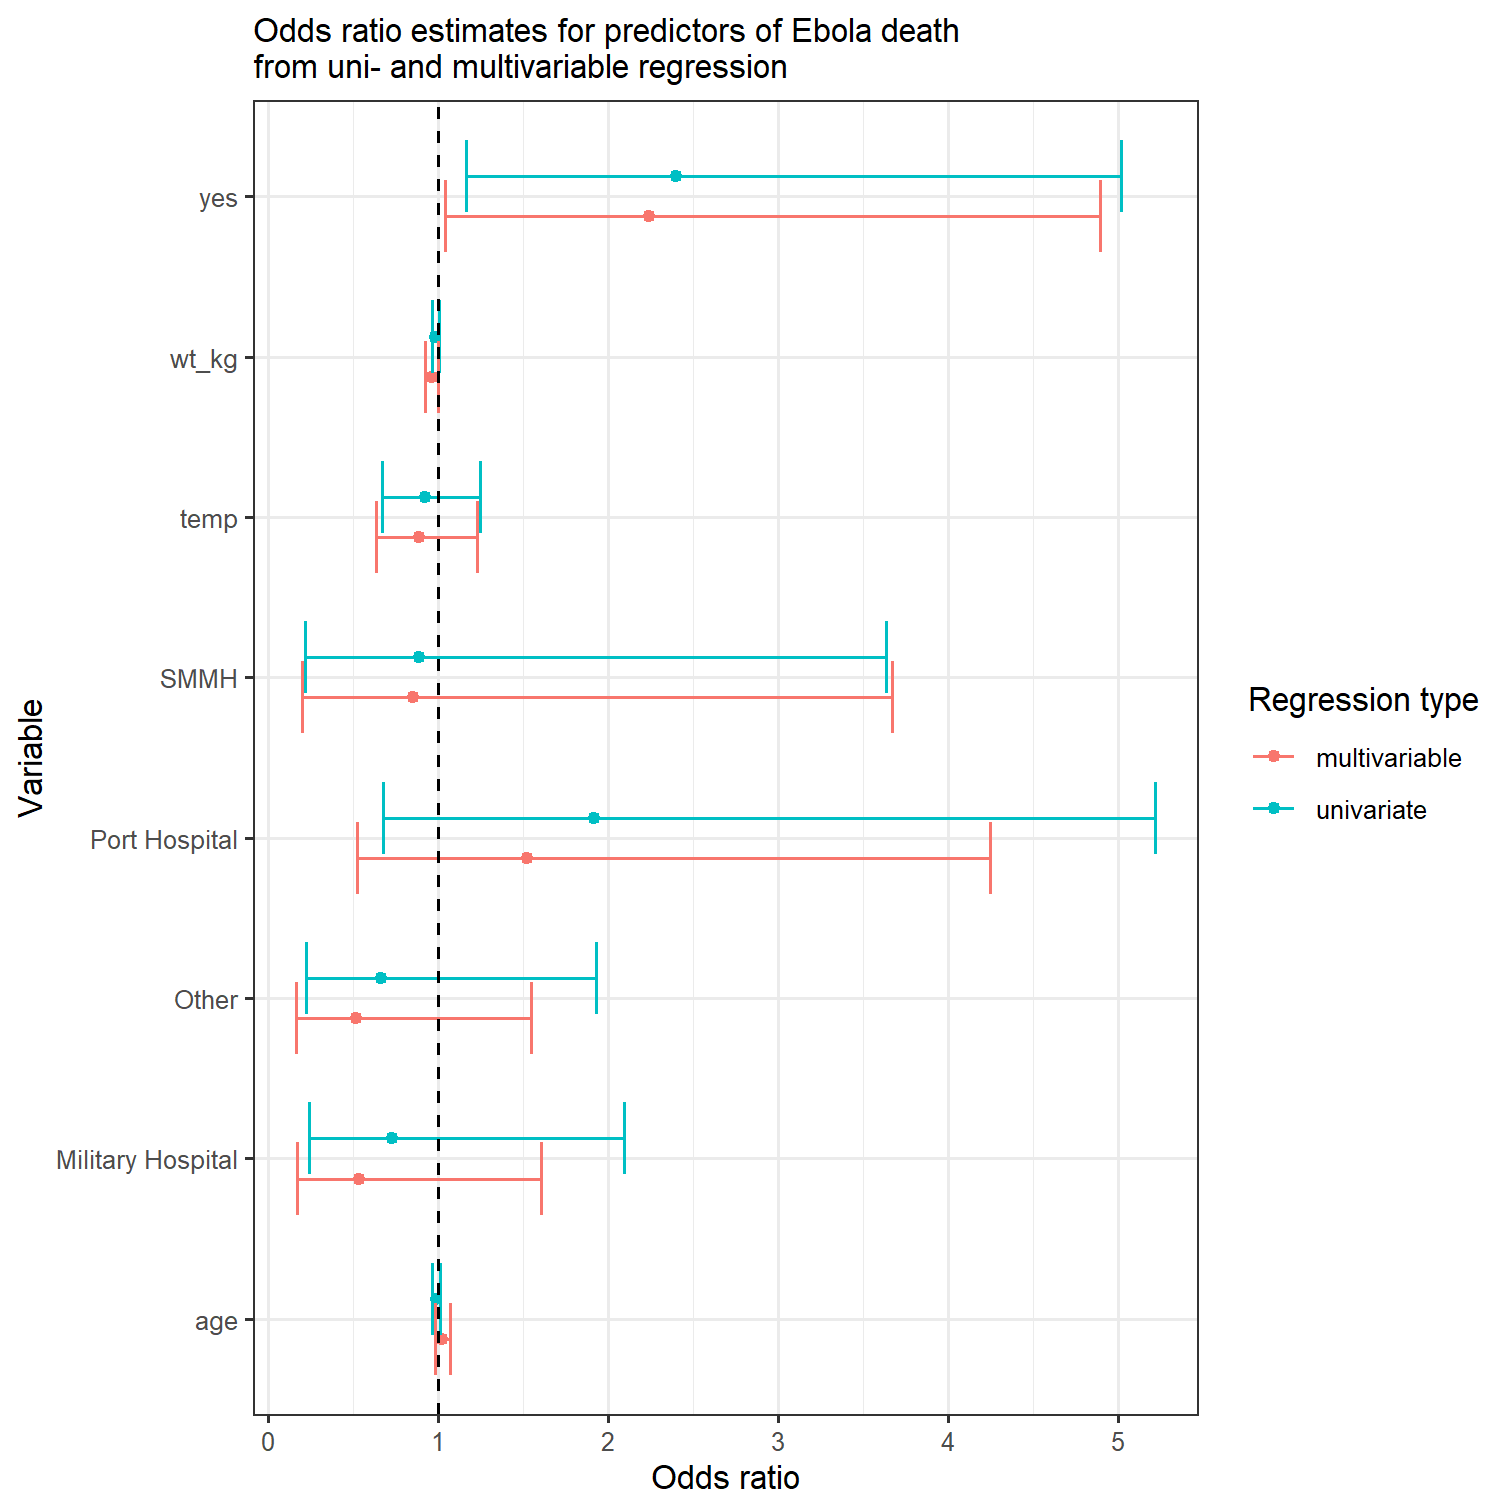 Odds ratio estimates for predictors of Ebola death
from uni- and multivariable regression
Variable
yes
wt_kg
temp
SMMH
Port Hospital
Other
Military Hospital
age
0 1 2 3 4 5
Odds ratio
Regression type
multivariable
univariate